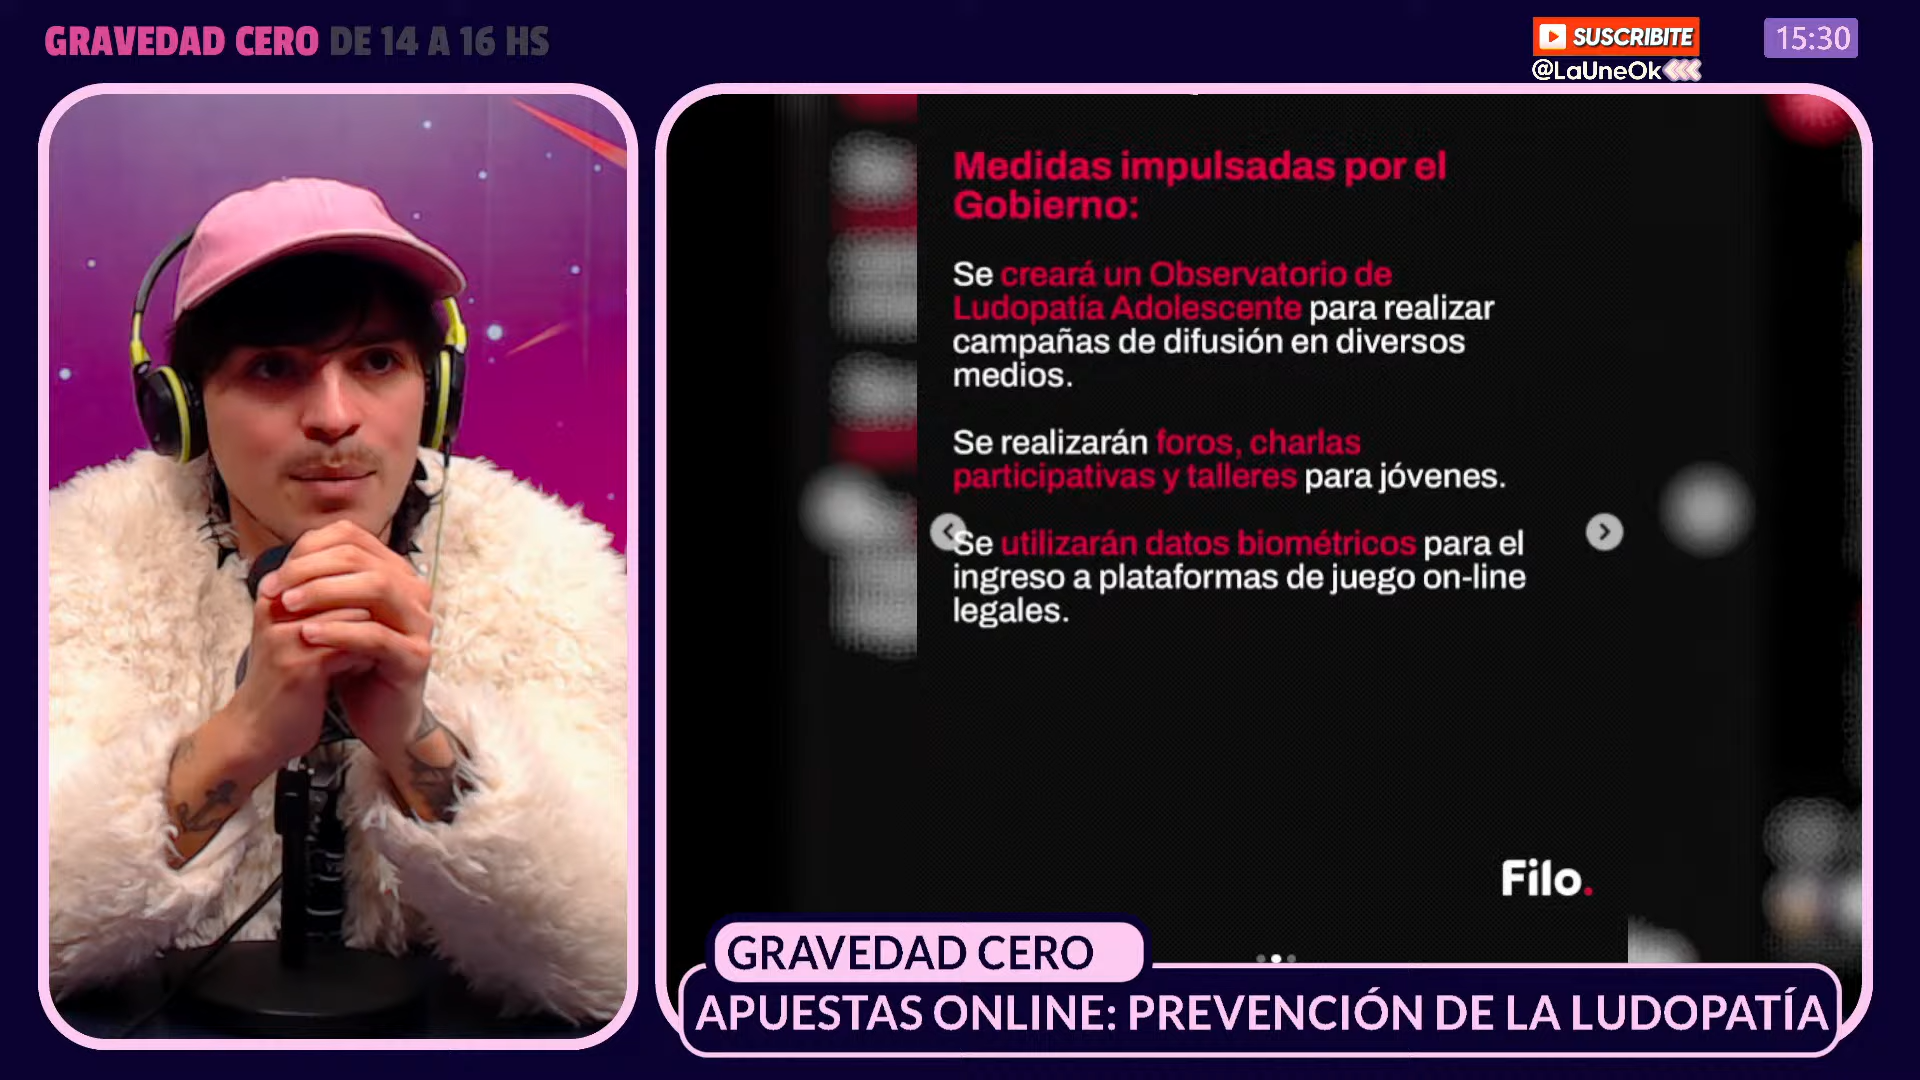 GRAVEDAD CERO DE 14 A 16 HS
SUSCRIBITE
@LaUneOk
15:30
Medidas impulsadas por el
Gobierno:
Se creará un Observatorio de
Ludopatía Adolescente para realizar
campañas de difusión en diversos
medios.
Se realizarán foros, charlas
participativas y talleres para jóvenes.
Se utilizarán datos biométricos para el
ingreso a plataformas de juego on-line
legales.
Filo.
GRAVEDAD CERO
APUESTAS ONLINE: PREVENCIÓN DE LA LUDOPATÍA